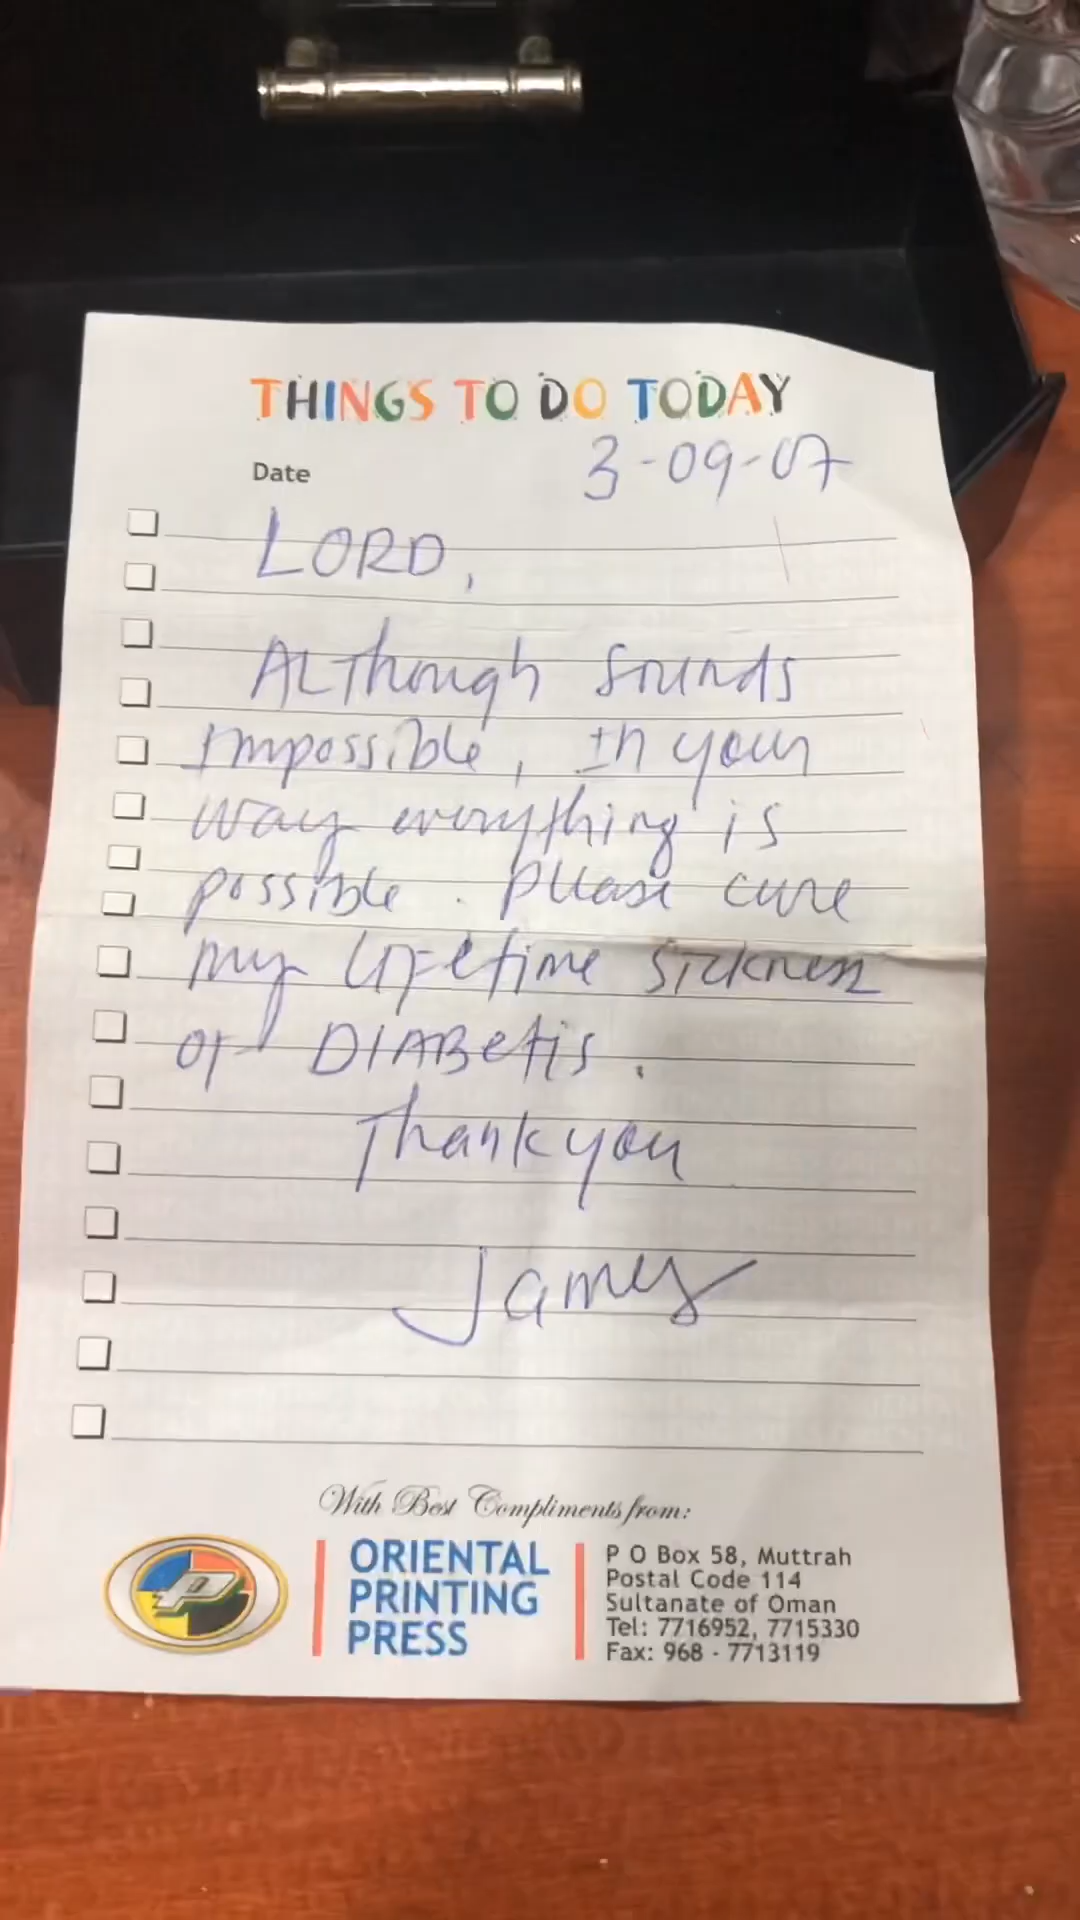 THINGS TO DO TODAY
Date 3-09-07
LORD,
Although sounds
Impossible, In your
way everything is
possible. Please cure
my Lifetime Sickness
of DIABetis.
Thank you
James
With Best Compliments from:
ORIENTAL
PRINTING
PRESS
P O Box 58, Muttrah
Postal Code 114
Sultanate of Oman
Tel: 7716952, 7715330
Fax: 968 - 7713119